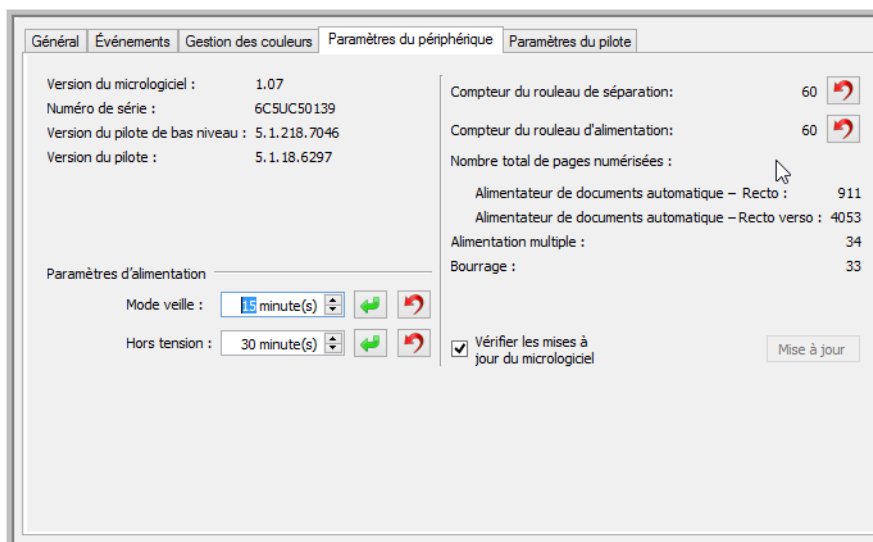 Général Événements Gestion des couleurs Paramètres du périphérique Paramètres du pilote
Version du micrologiciel : 1.07
Numéro de série : 6C5UC50139
Version du pilote de bas niveau : 5.1.218.7046
Version du pilote : 5.1.18.6297
Paramètres d'alimentation
Mode veille : 15 minute(s)
Hors tension : 30 minute(s)
Compteur du rouleau de séparation: 60
Compteur du rouleau d'alimentation: 60
Nombre total de pages numérisées :
Alimentateur de documents automatique – Recto : 911
Alimentateur de documents automatique – Recto verso : 4053
Alimentation multiple : 34
Bourrage : 33
Vérifier les mises à
jour du micrologiciel
Mise à jour